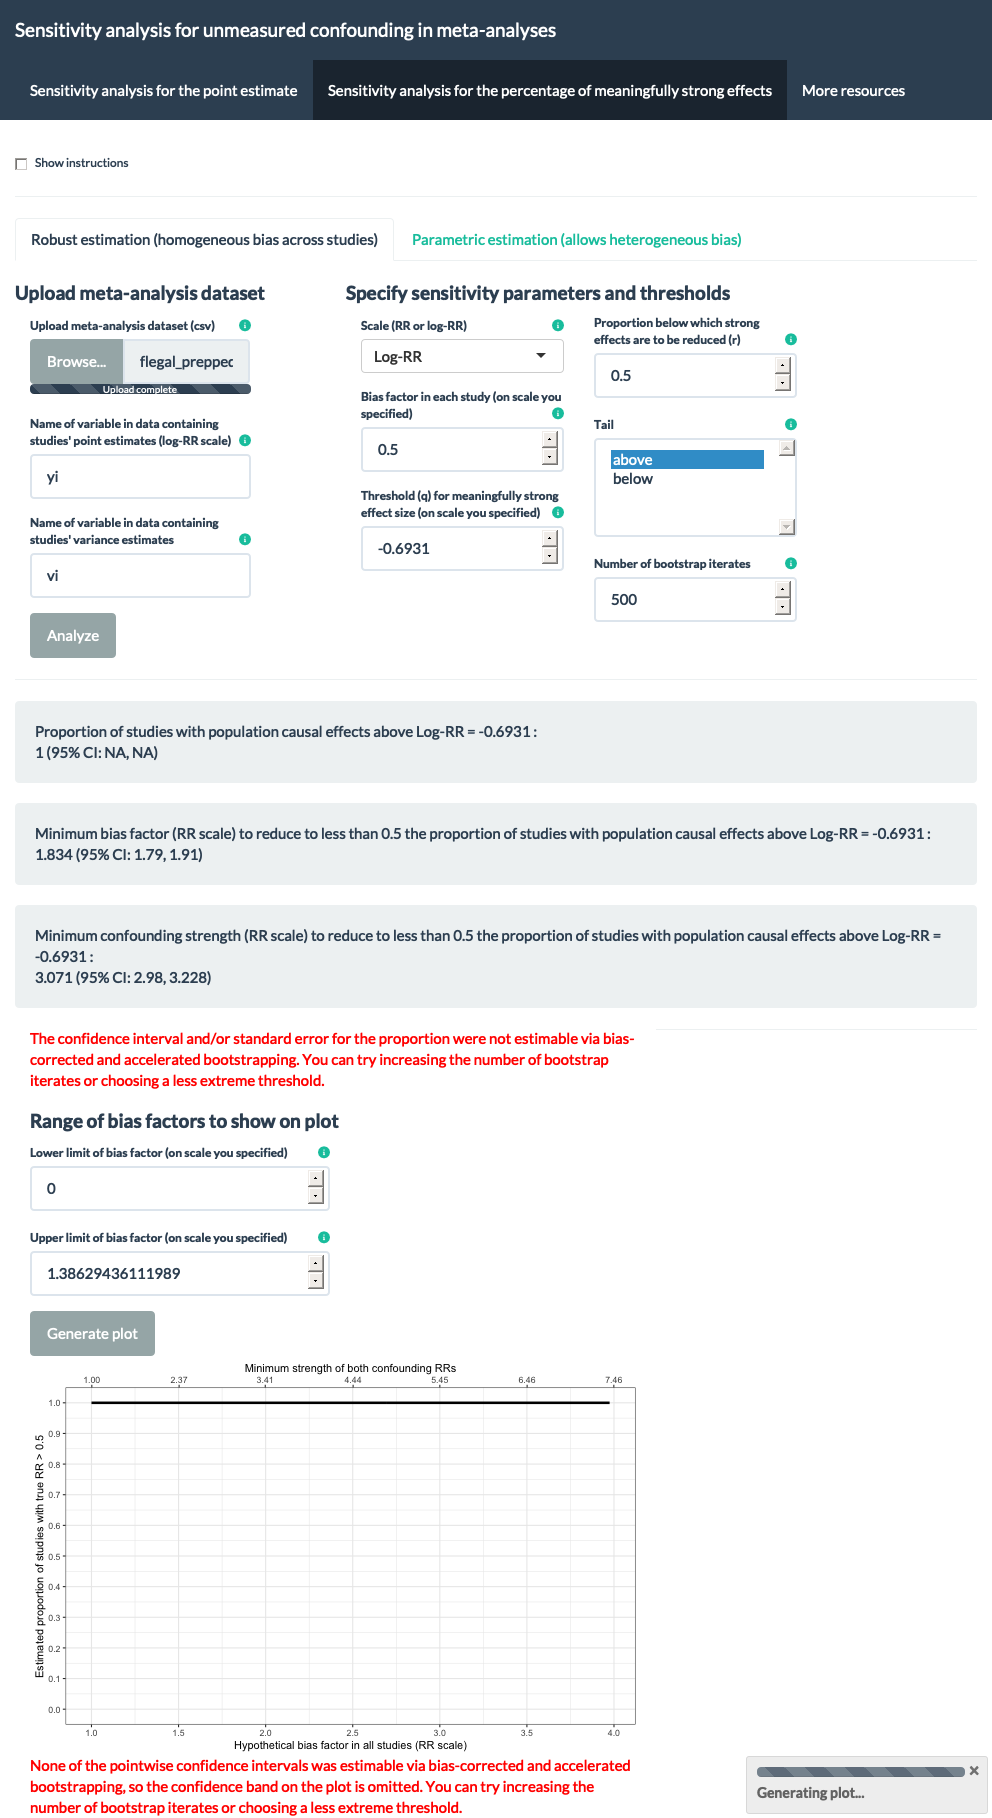 Sensitivity analysis for unmeasured confounding in meta-analyses
Sensitivity analysis for the point estimate
Sensitivity analysis for the percentage of meaningfully strong effects
More resources
Show instructions
Robust estimation (homogeneous bias across studies)
Parametric estimation (allows heterogeneous bias)
Upload meta-analysis dataset
Upload meta-analysis dataset (csv)
Browse...
flegal_prepped
Upload complete
Name of variable in data containing
studies' point estimates (log-RR scale)
yi
Name of variable in data containing
studies' variance estimates
vi
Analyze
Specify sensitivity parameters and thresholds
Scale (RR or log-RR)
Log-RR
Bias factor in each study (on scale you
specified)
0.5
Threshold (q) for meaningfully strong
effect size (on scale you specified)
-0.6931
Proportion below which strong
effects are to be reduced (r)
0.5
Tail
above
below
Number of bootstrap iterates
500
Proportion of studies with population causal effects above Log-RR = -0.6931 :
1 (95% CI: NA, NA)
Minimum bias factor (RR scale) to reduce to less than 0.5 the proportion of studies with population causal effects above Log-RR = -0.6931 :
1.834 (95% CI: 1.79, 1.91)
Minimum confounding strength (RR scale) to reduce to less than 0.5 the proportion of studies with population causal effects above Log-RR =
-0.6931 :
3.071 (95% CI: 2.98, 3.228)
The confidence interval and/or standard error for the proportion were not estimable via bias-
corrected and accelerated bootstrapping. You can try increasing the number of bootstrap
iterates or choosing a less extreme threshold.
Range of bias factors to show on plot
Lower limit of bias factor (on scale you specified)
0
Upper limit of bias factor (on scale you specified)
1.38629436111989
Generate plot
Minimum strength of both confounding RRs
1.00 2.37 3.41 4.44 5.45 6.46 7.46
Estimated proportion of studies with true RR > 0.5
1.0
0.9
0.8
0.7
0.6
0.5
0.4
0.3
0.2
0.1
0.0
1.0 1.5 2.0 2.5 3.0 3.5 4.0
Hypothetical bias factor in all studies (RR scale)
None of the pointwise confidence intervals was estimable via bias-corrected and accelerated
bootstrapping, so the confidence band on the plot is omitted. You can try increasing the
number of bootstrap iterates or choosing a less extreme threshold.
Generating plot...